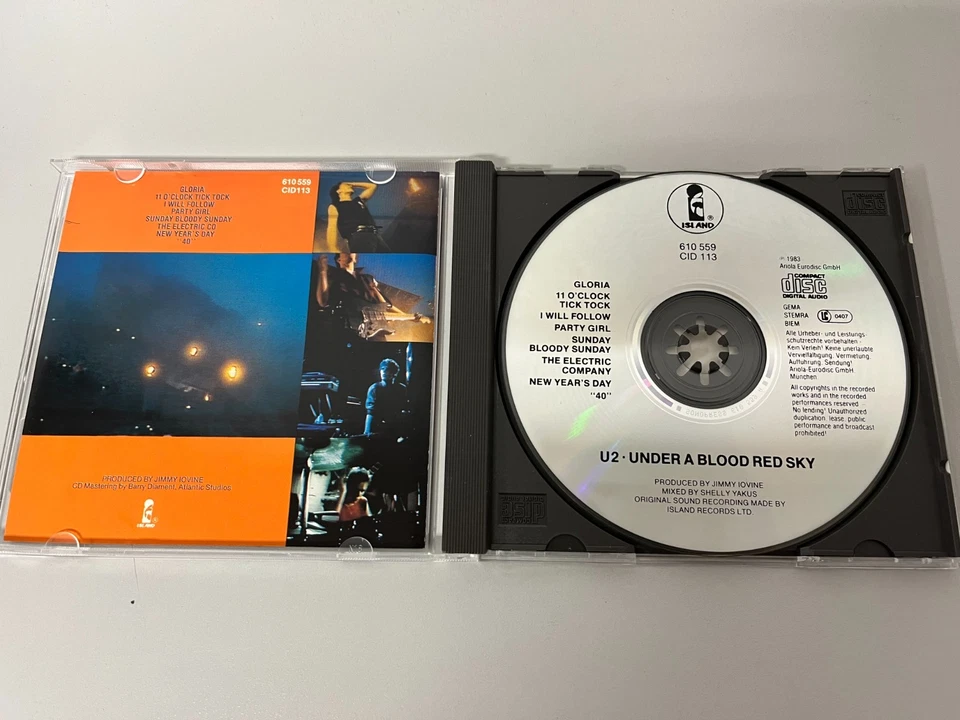 610 559
CID 113
GLORIA
11 O'CLOCK TICK TOCK
I WILL FOLLOW
PARTY GIRL
SUNDAY BLOODY SUNDAY
THE ELECTRIC CO
NEW YEAR'S DAY
"40"
PRODUCED BY JIMMY IOVINE
CD Mastering by Barry Diament, Atlantic Studios
ISLAND
ISLAND ®
610 559
CID 113
GLORIA
11 O'CLOCK
TICK TOCK
I WILL FOLLOW
PARTY GIRL
SUNDAY
BLOODY SUNDAY
THE ELECTRIC
COMPANY
NEW YEAR'S DAY
"40"
℗ 1983
Ariola Eurodisc GmbH
COMPACT
disc
DIGITAL AUDIO
GEMA
STEMRA
BIEM
LC 0407
Alle Urheber- und Leistungs-
schutzrechte vorbehalten -
Kein Verleih! Keine unerlaubte
Vervielfältigung, Vermietung,
Aufführung, Sendung!
Ariola-Eurodisc GmbH
München
All copyrights in the recorded
works and in the recorded
performances reserved -
No lending! Unauthorized
duplication, lease, public
performance and broadcast
prohibited!
U2 · UNDER A BLOOD RED SKY
PRODUCED BY JIMMY IOVINE
MIXED BY SHELLY YAKUS
ORIGINAL SOUND RECORDING MADE BY
ISLAND RECORDS LTD
disc